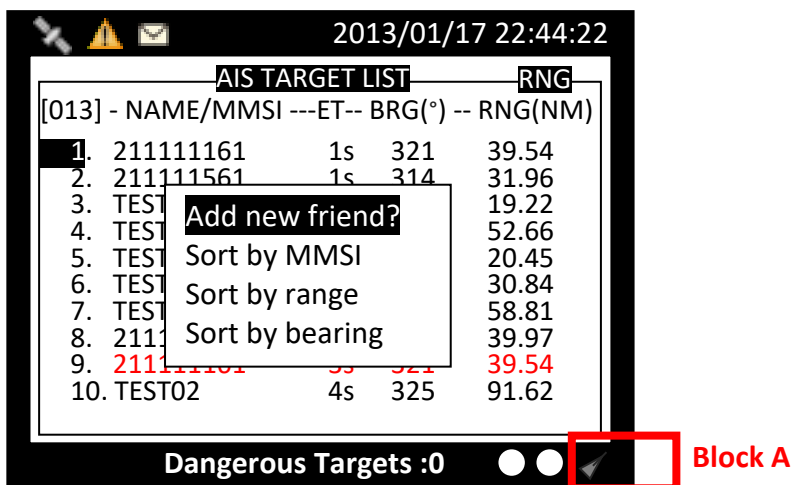 2013/01/17 22:44:22
AIS TARGET LIST RNG
[013] - NAME/MMSI ---ET-- BRG(°) -- RNG(NM)
1. 211111161 1s 321 39.54
2. 211111561 1s 314 31.96
3. TEST 19.22
4. TEST 52.66
5. TEST 20.45
6. TEST 30.84
7. TEST 58.81
8. 2111 39.97
9. 211111161 3s 321 39.54
10. TEST02 4s 325 91.62
Add new friend?
Sort by MMSI
Sort by range
Sort by bearing
Dangerous Targets :0
Block A